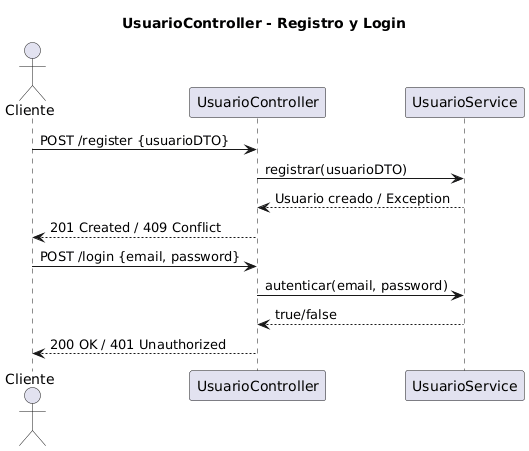 UsuarioController - Registro y Login
Cliente
UsuarioController
UsuarioService
POST /register {usuarioDTO}
registrar(usuarioDTO)
Usuario creado / Exception
201 Created / 409 Conflict
POST /login {email, password}
autenticar(email, password)
true/false
200 OK / 401 Unauthorized
Cliente
UsuarioController
UsuarioService